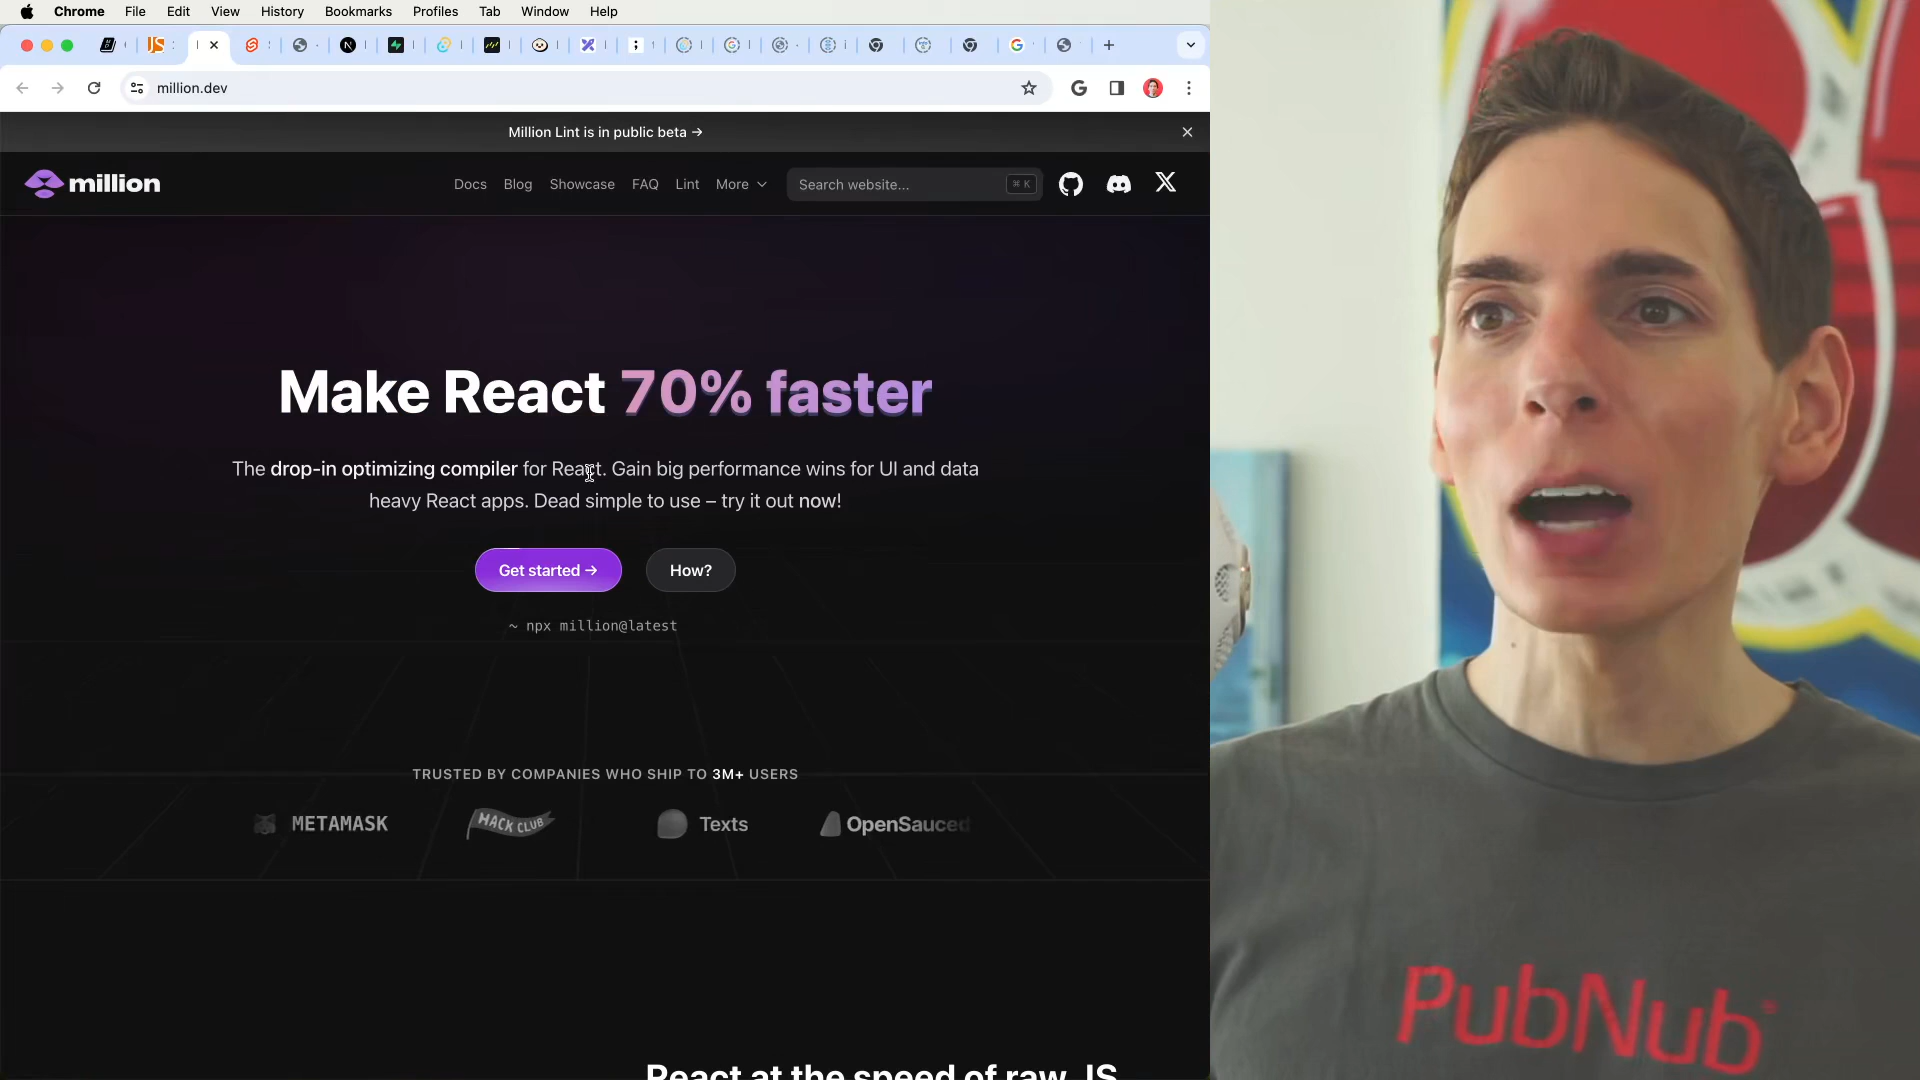 Chrome File Edit View History Bookmarks Profiles Tab Window Help
million.dev
Million Lint is in public beta →
million
Docs Blog Showcase FAQ Lint More
Search website... ⌘ K
Make React 70% faster
The drop-in optimizing compiler for React. Gain big performance wins for UI and data
heavy React apps. Dead simple to use – try it out now!
Get started → How?
~ npx million@latest
TRUSTED BY COMPANIES WHO SHIP TO 3M+ USERS
METAMASK HACK CLUB Texts OpenSauced
React at the speed of raw JS
PubNub